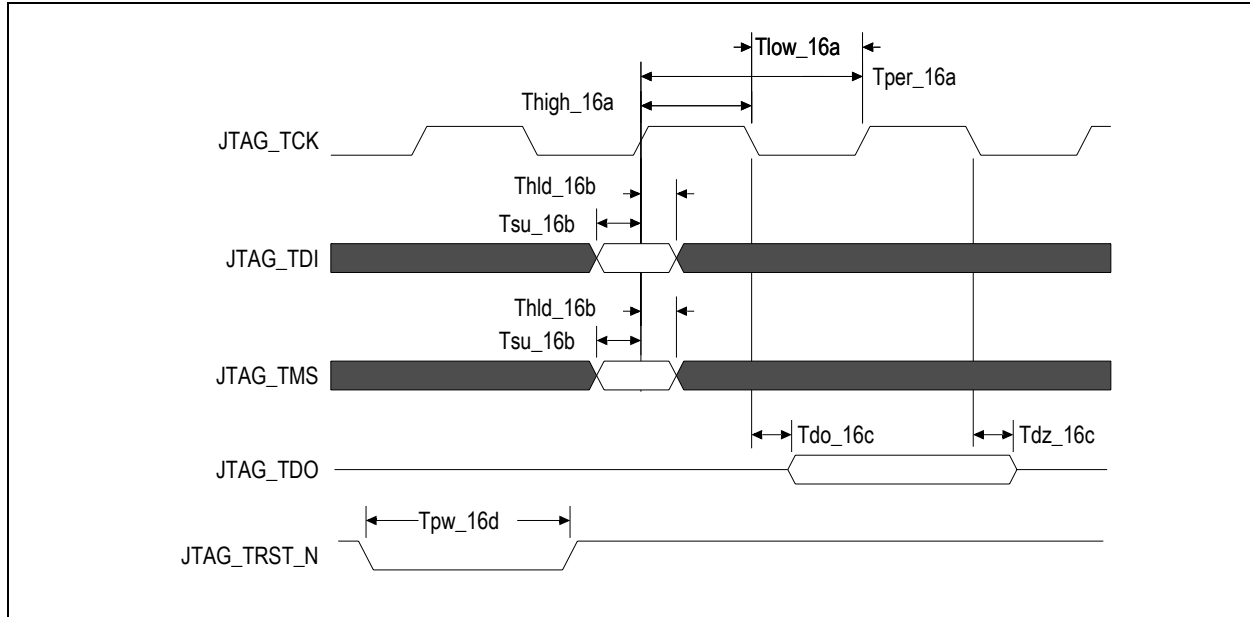 Tlow_16a
Tper_16a
Thigh_16a
JTAG_TCK
Thld_16b
Tsu_16b
JTAG_TDI
Thld_16b
Tsu_16b
JTAG_TMS
Tdo_16c
Tdz_16c
JTAG_TDO
Tpw_16d
JTAG_TRST_N